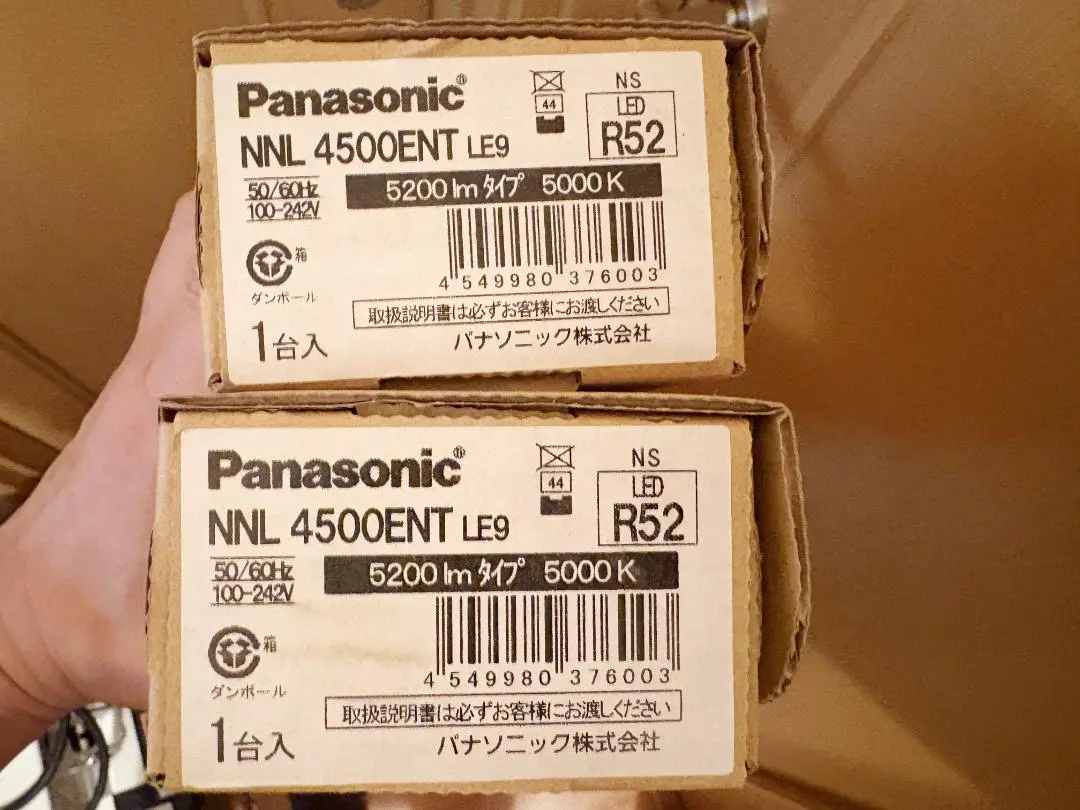 Panasonic®
NNL 4500ENT LE9
NS
LED
R52
44
50/60Hz
100-242V
5200 lm タイプ 5000 K
4 549980 376003
箱
ダンボール
取扱説明書は必ずお客様にお渡しください
1台入
パナソニック株式会社
Panasonic®
NNL 4500ENT LE9
NS
LED
R52
44
50/60Hz
100-242V
5200 lm タイプ 5000 K
4 549980 376003
箱
ダンボール
取扱説明書は必ずお客様にお渡しください
1台入
パナソニック株式会社